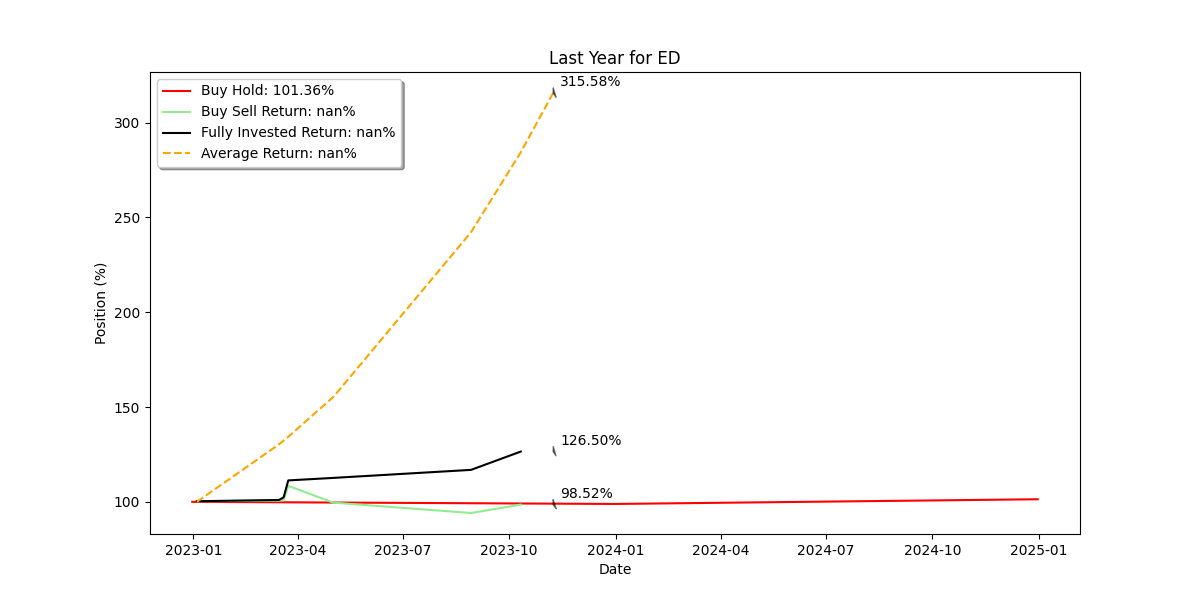 Last Year for ED
Buy Hold: 101.36%
Buy Sell Return: nan%
Fully Invested Return: nan%
Average Return: nan%
315.58%
126.50%
98.52%
Position (%)
300
250
200
150
100
2023-01 2023-04 2023-07 2023-10 2024-01 2024-04 2024-07 2024-10 2025-01
Date